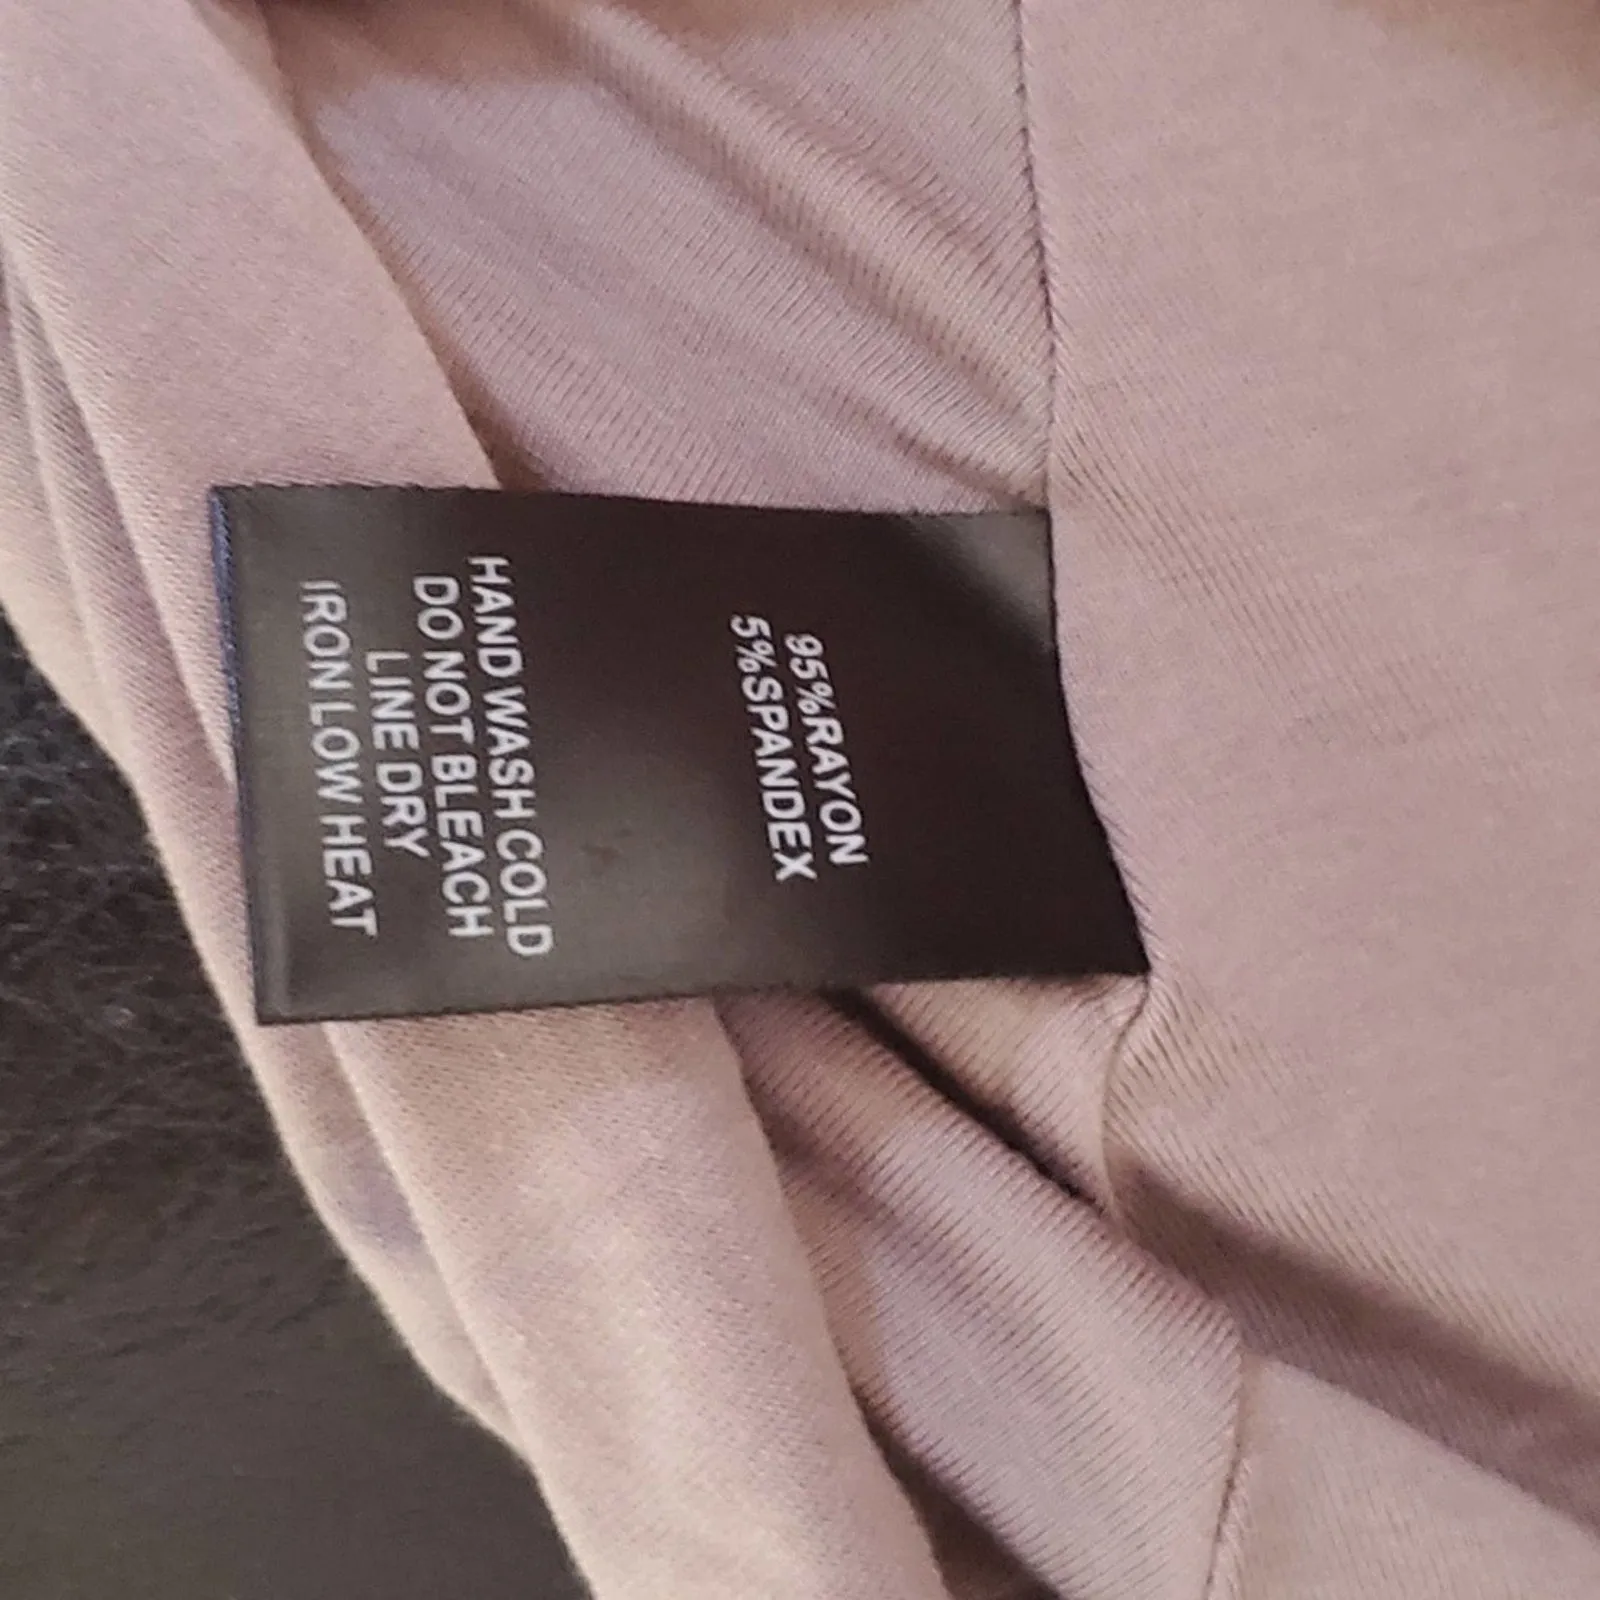 95%RAYON
5%SPANDEX
HAND WASH COLD
DO NOT BLEACH
LINE DRY
IRON LOW HEAT